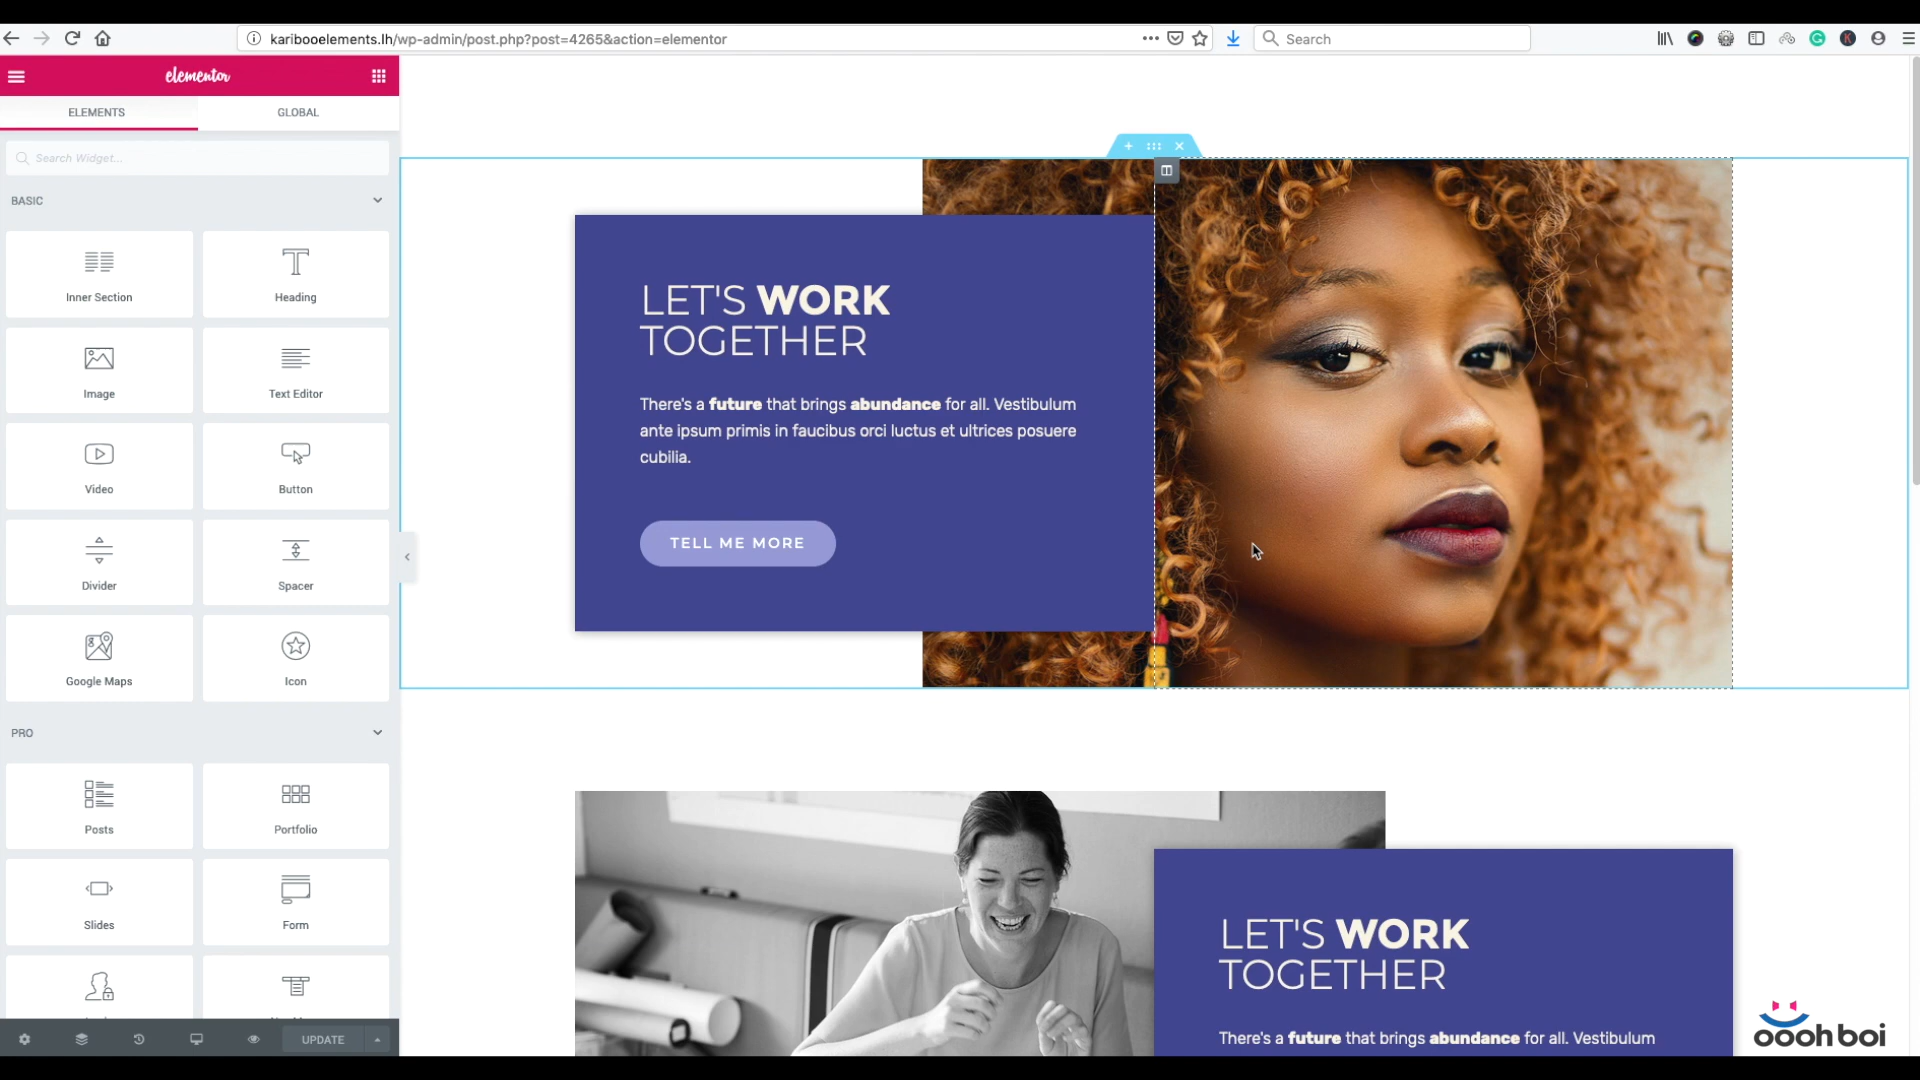 karibooelements.lh/wp-admin/post.php?post=4265&action=elementor
Search
elementor
ELEMENTS
GLOBAL
Search Widget...
BASIC
Inner Section
Heading
Image
Text Editor
Video
Button
Divider
Spacer
Google Maps
Icon
PRO
Posts
Portfolio
Slides
Form
UPDATE
LET'S WORK
TOGETHER
There's a future that brings abundance for all. Vestibulum
ante ipsum primis in faucibus orci luctus et ultrices posuere
cubilia.
TELL ME MORE
LET'S WORK
TOGETHER
There's a future that brings abundance for all. Vestibulum
oooh boi